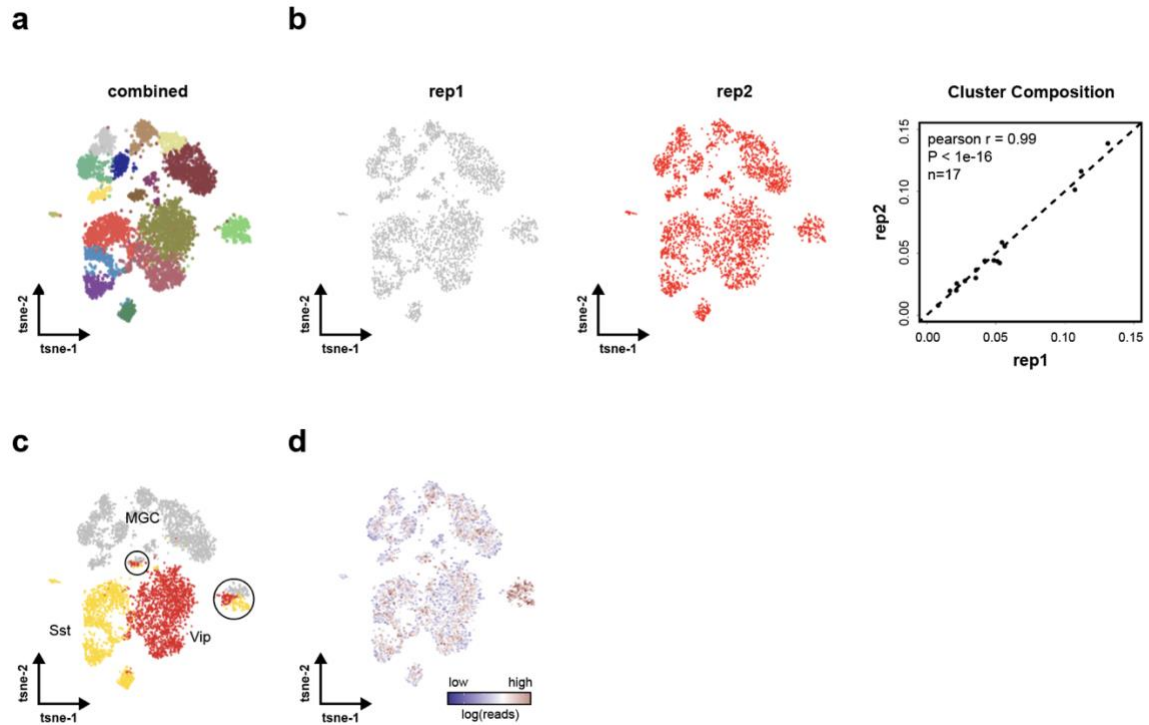 a
b
combined
rep1
rep2
Cluster Composition
pearson r = 0.99
P < 1e-16
n=17
0.15
0.10
0.05
0.00
rep2
0.00
0.05
0.10
0.15
rep1
tsne-2
tsne-1
tsne-2
tsne-1
tsne-2
tsne-1
c
d
MGC
Sst
Vip
tsne-2
tsne-1
tsne-2
tsne-1
low
high
log(reads)